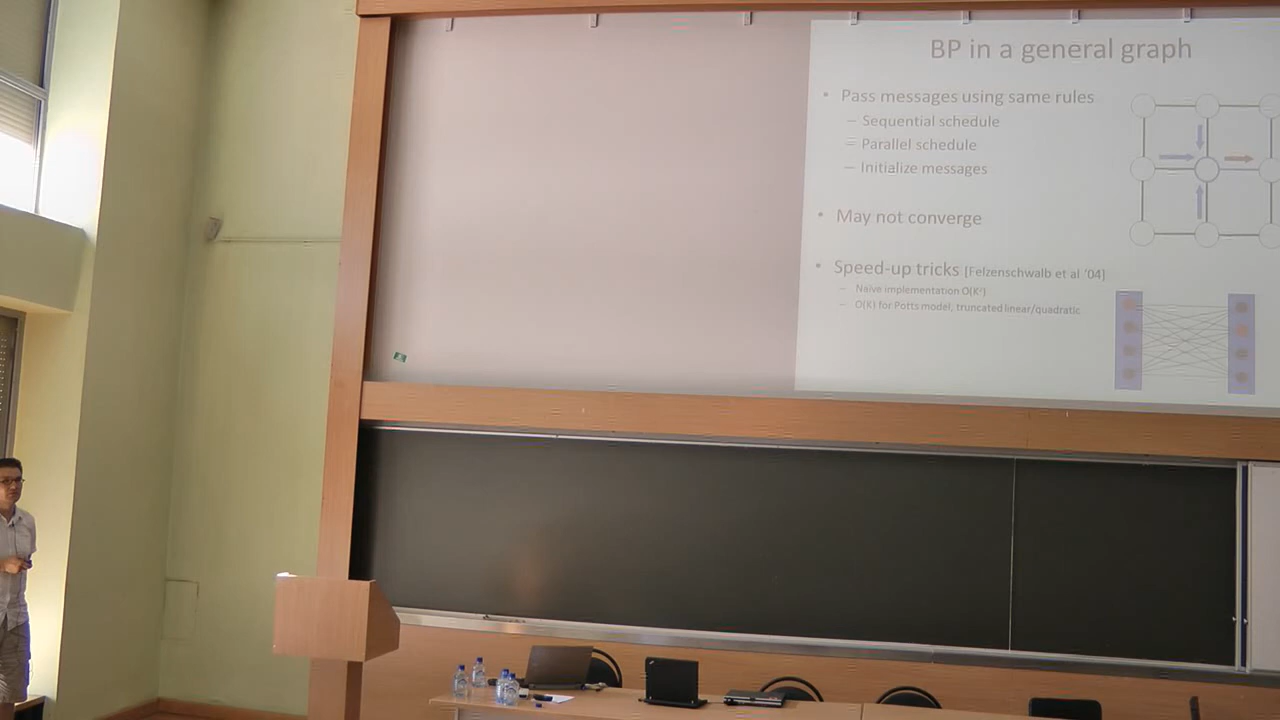 BP in a general graph
• Pass messages using same rules
– Sequential schedule
– Parallel schedule
– Initialize messages
• May not converge
• Speed-up tricks [Felzenschwalb et al '04]
– Naïve implementation O(K²)
– O(K) for Potts model, truncated linear/quadratic